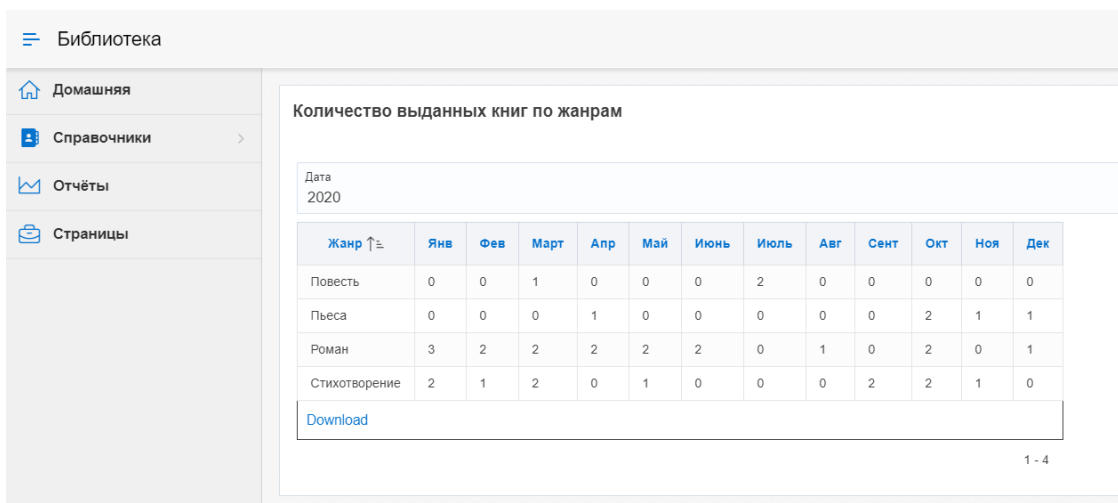 Библиотека
Домашняя
Справочники
Отчёты
Страницы
Количество выданных книг по жанрам
Дата
2020
Жанр Янв Фев Март Апр Май Июнь Июль Авг Сент Окт Ноя Дек
Повесть 0 0 1 0 0 0 2 0 0 0 0 0
Пьеса 0 0 0 1 0 0 0 0 0 2 1 1
Роман 3 2 2 2 2 2 0 1 0 2 0 1
Стихотворение 2 1 2 0 1 0 0 0 2 2 1 0
Download
1 - 4